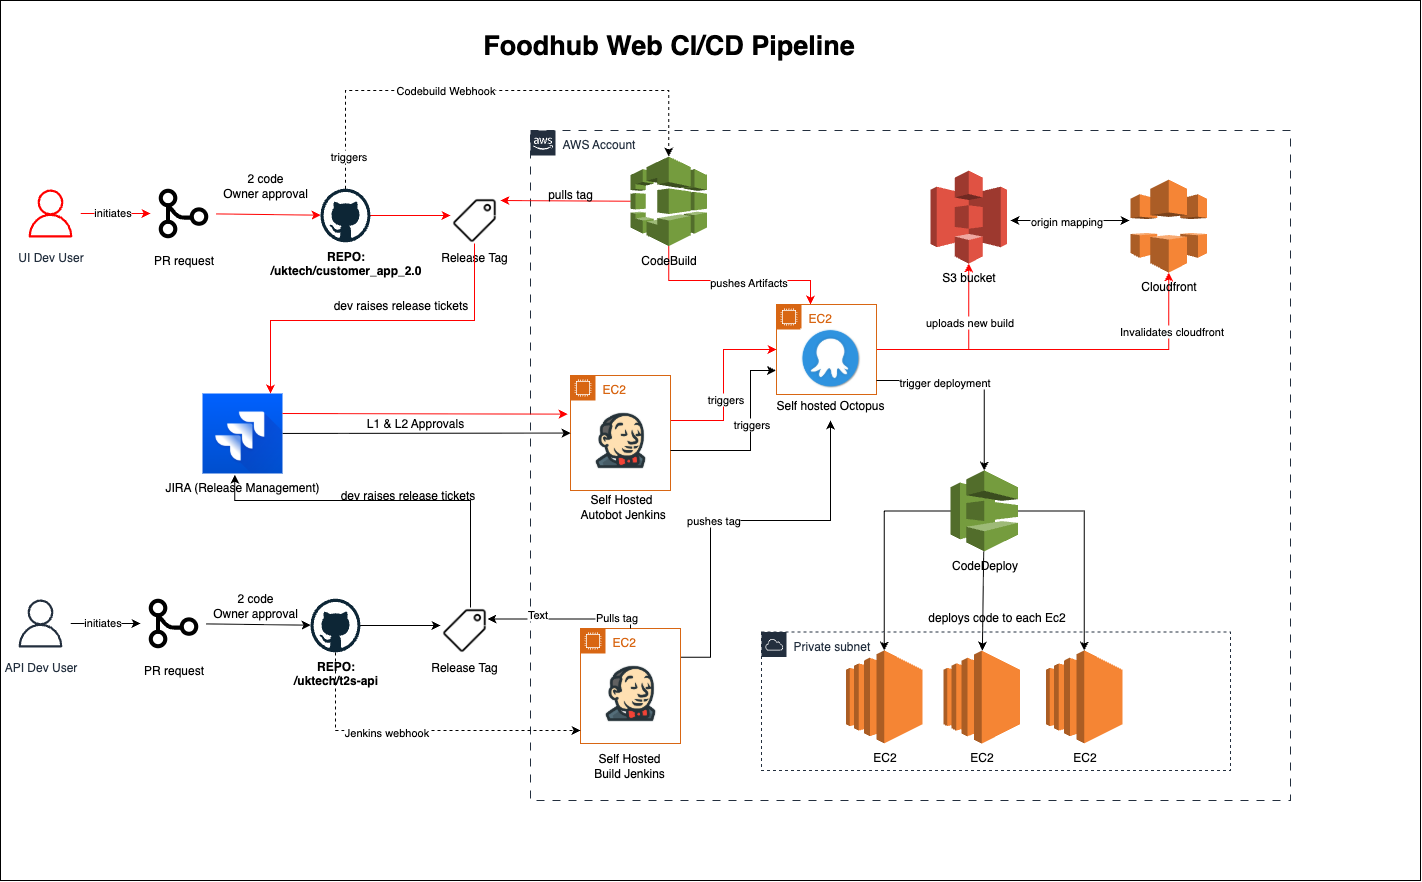 Foodhub Web CI/CD Pipeline
Codebuild Webhook
triggers
aws
AWS Account
2 code
Owner approval
initiates
pulls tag
origin mapping
UI Dev User
PR request
REPO:
/uktech/customer_app_2.0
Release Tag
CodeBuild
S3 bucket
Cloudfront
pushes Artifacts
dev raises release tickets
EC2
uploads new build
Invalidates cloudfront
EC2
trigger deployment
triggers
Self hosted Octopus
L1 & L2 Approvals
triggers
JIRA (Release Management)
dev raises release tickets
Self Hosted
Autobot Jenkins
pushes tag
CodeDeploy
2 code
Owner approval
initiates
Text
Pulls tag
deploys code to each Ec2
EC2
Private subnet
API Dev User
PR request
REPO:
/uktech/t2s-api
Release Tag
Jenkins webhook
Self Hosted
Build Jenkins
EC2
EC2
EC2